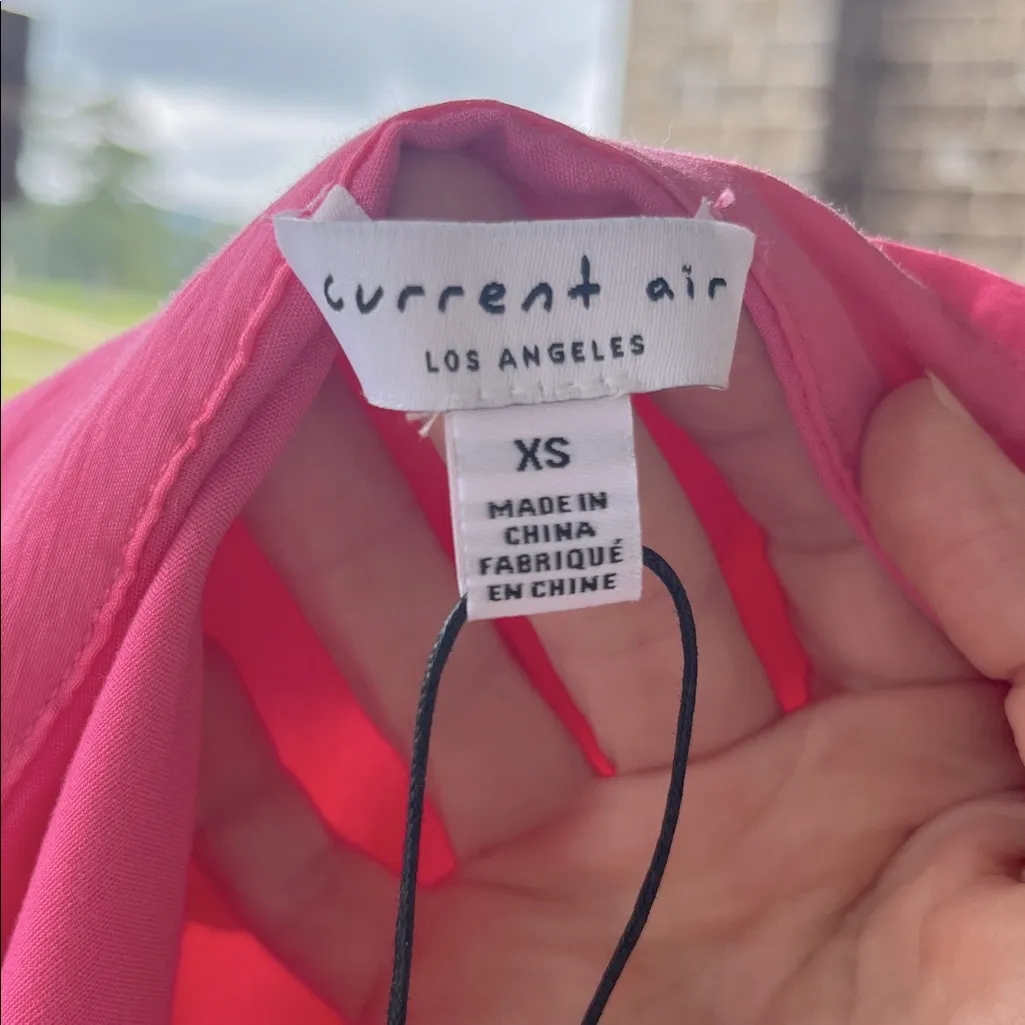 current air
LOS ANGELES
XS
MADE IN
CHINA
FABRIQUÉ
EN CHINE